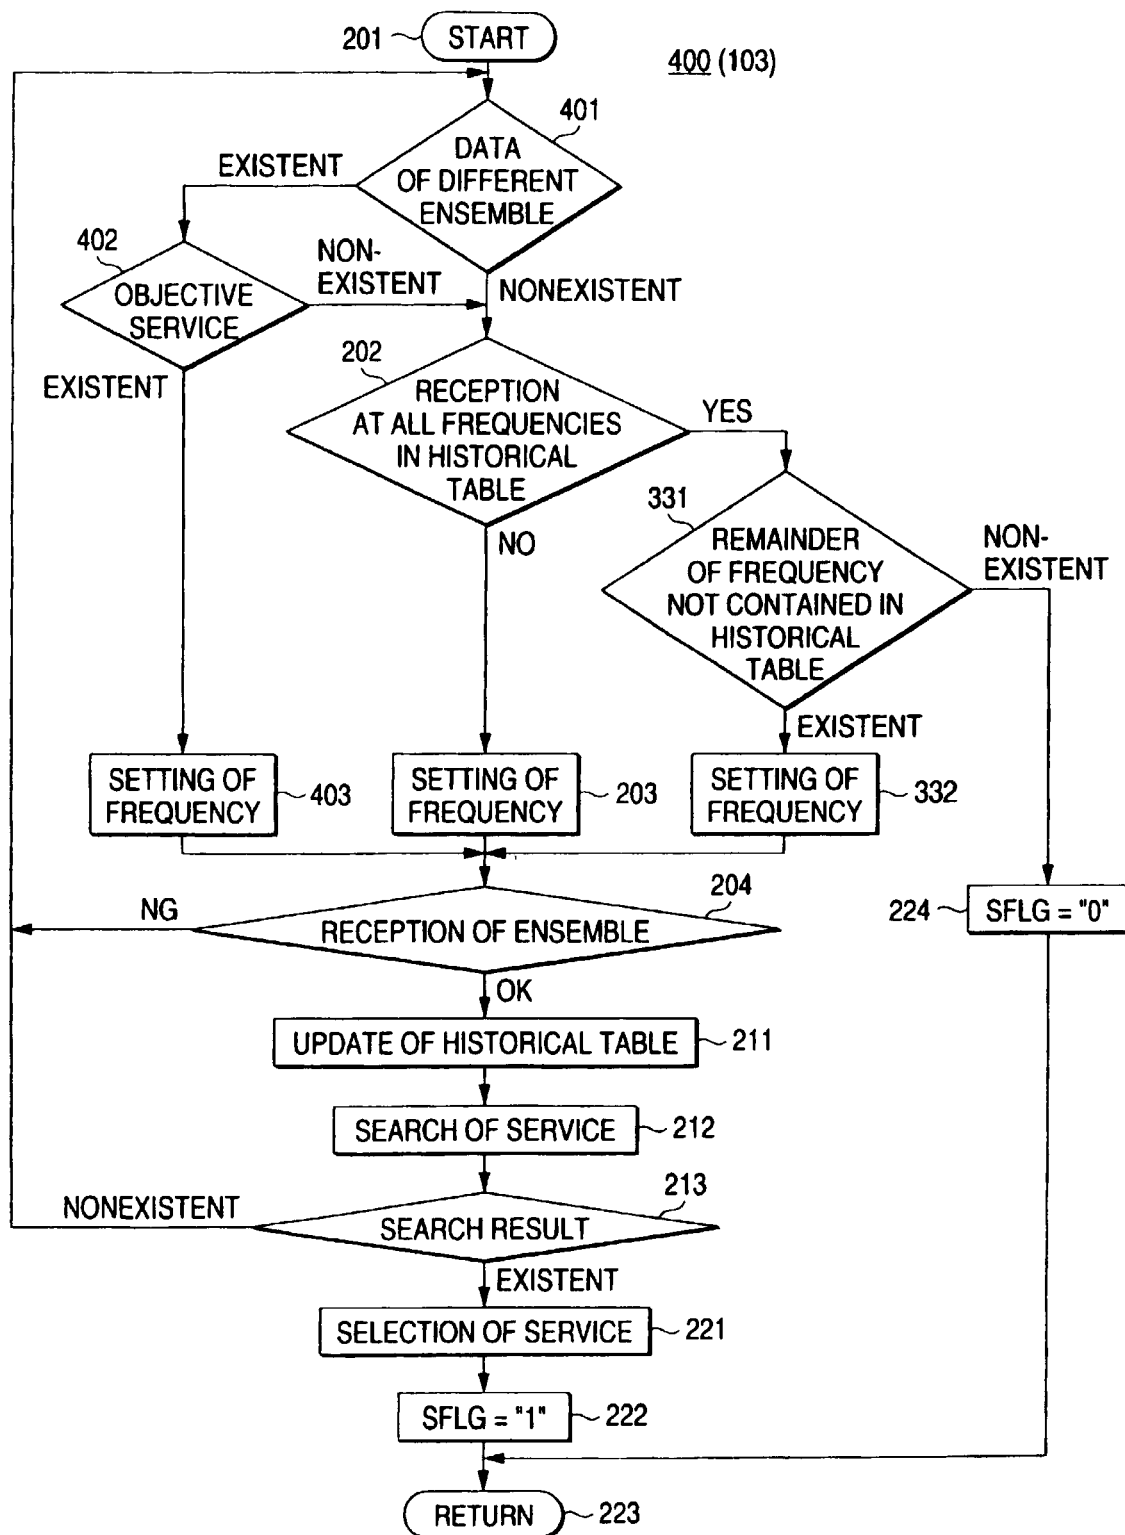 201
START
400 (103)
401
DATA
OF DIFFERENT
ENSEMBLE
EXISTENT
402
NON-
EXISTENT
NONEXISTENT
OBJECTIVE
SERVICE
EXISTENT
202
RECEPTION
AT ALL FREQUENCIES
IN HISTORICAL
TABLE
YES
NO
331
REMAINDER
OF FREQUENCY
NOT CONTAINED IN
HISTORICAL
TABLE
NON-
EXISTENT
EXISTENT
SETTING OF
FREQUENCY
403
SETTING OF
FREQUENCY
203
SETTING OF
FREQUENCY
332
204
NG
RECEPTION OF ENSEMBLE
224
SFLG = "0"
OK
UPDATE OF HISTORICAL TABLE
211
SEARCH OF SERVICE
212
213
NONEXISTENT
SEARCH RESULT
EXISTENT
SELECTION OF SERVICE
221
SFLG = "1"
222
RETURN
223